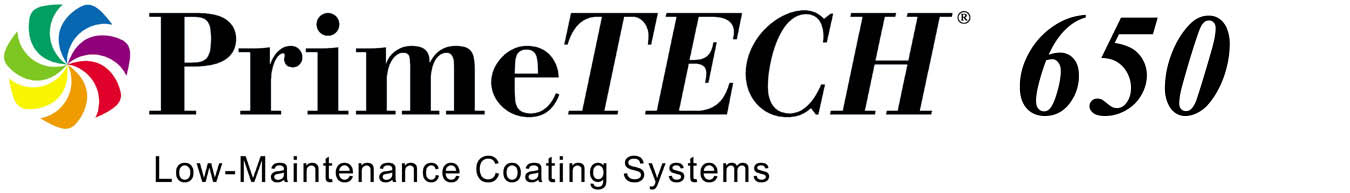 PrimeTECH® 650
Low-Maintenance Coating Systems